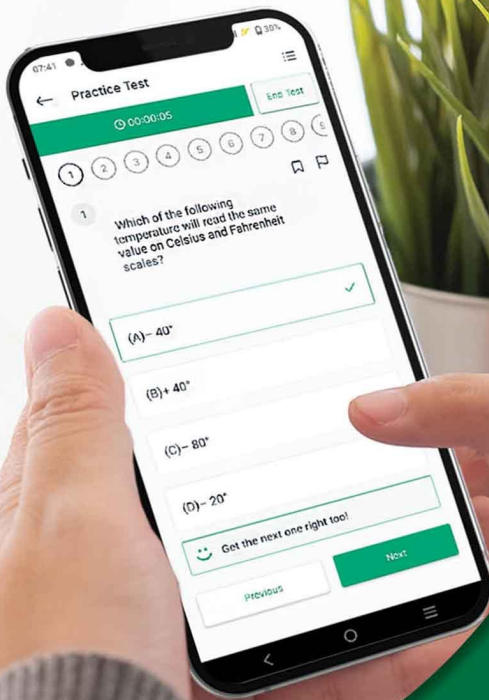 07:41
30%
Practice Test
00:00:05
End Test
1 2 3 4 5 6 7 8
1
Which of the following
temperature will read the same
value on Celsius and Fahrenheit
scales?
(A)– 40°
(B)+ 40°
(C)– 80°
(D)– 20°
Get the next one right too!
Previous
Next